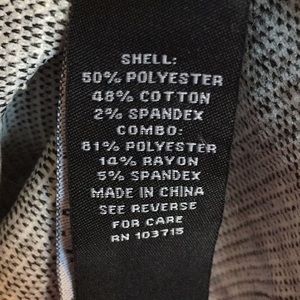 SHELL:
50% POLYESTER
48% COTTON
2% SPANDEX
COMBO:
81% POLYESTER
14% RAYON
5% SPANDEX
MADE IN CHINA
SEE REVERSE
FOR CARE
RN 103715